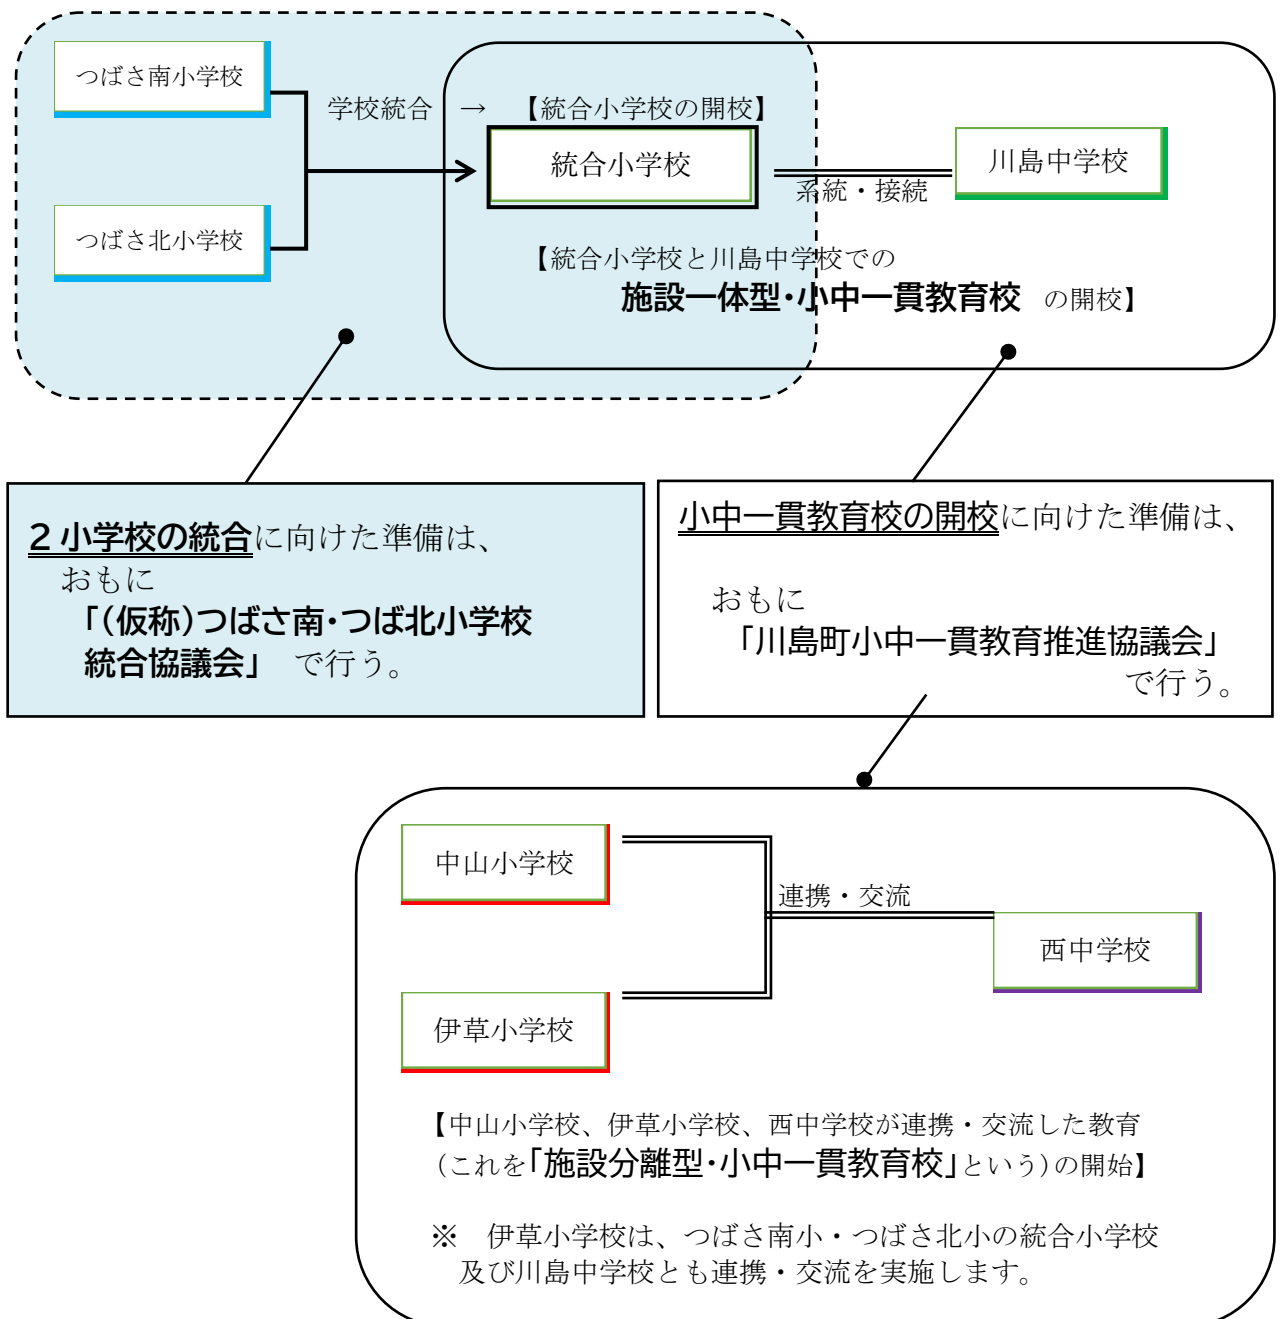 つばさ南小学校
学校統合　→　【統合小学校の開校】
統合小学校
川島中学校
系統・接続
つばさ北小学校
【統合小学校と川島中学校での
施設一体型・小中一貫教育校　の開校】
２小学校の統合に向けた準備は、
おもに
「（仮称）つばさ南・つば北小学校
統合協議会」　で行う。
小中一貫教育校の開校に向けた準備は、
おもに
「川島町小中一貫教育推進協議会」
で行う。
中山小学校
連携・交流
西中学校
伊草小学校
【中山小学校、伊草小学校、西中学校が連携・交流した教育
（これを「施設分離型・小中一貫教育校」という）の開始】
※　伊草小学校は、つばさ南小・つばさ北小の統合小学校
及び川島中学校とも連携・交流を実施します。